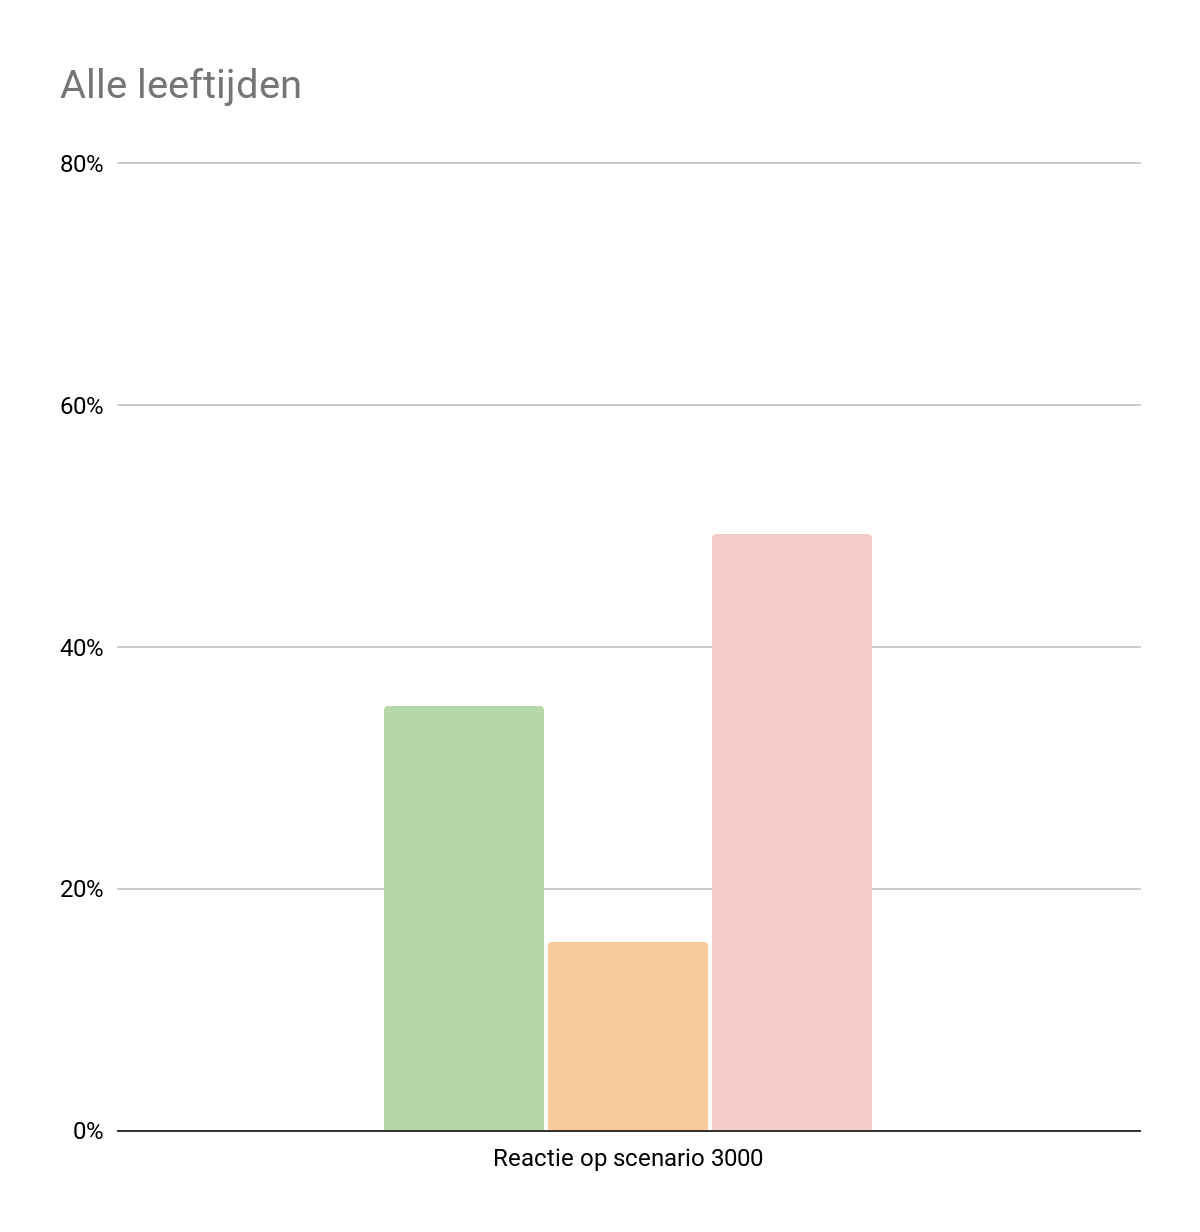 Alle leeftijden
80%
60%
40%
20%
0%
Reactie op scenario 3000